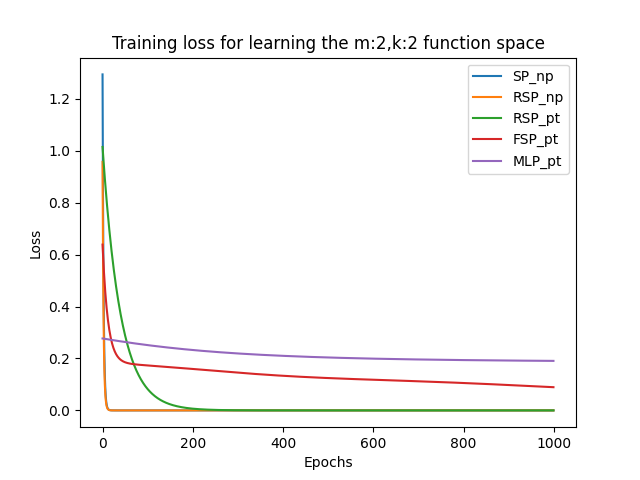 Training loss for learning the m:2,k:2 function space
SP_np
RSP_np
RSP_pt
FSP_pt
MLP_pt
Loss
1.2
1.0
0.8
0.6
0.4
0.2
0.0
0 200 400 600 800 1000
Epochs